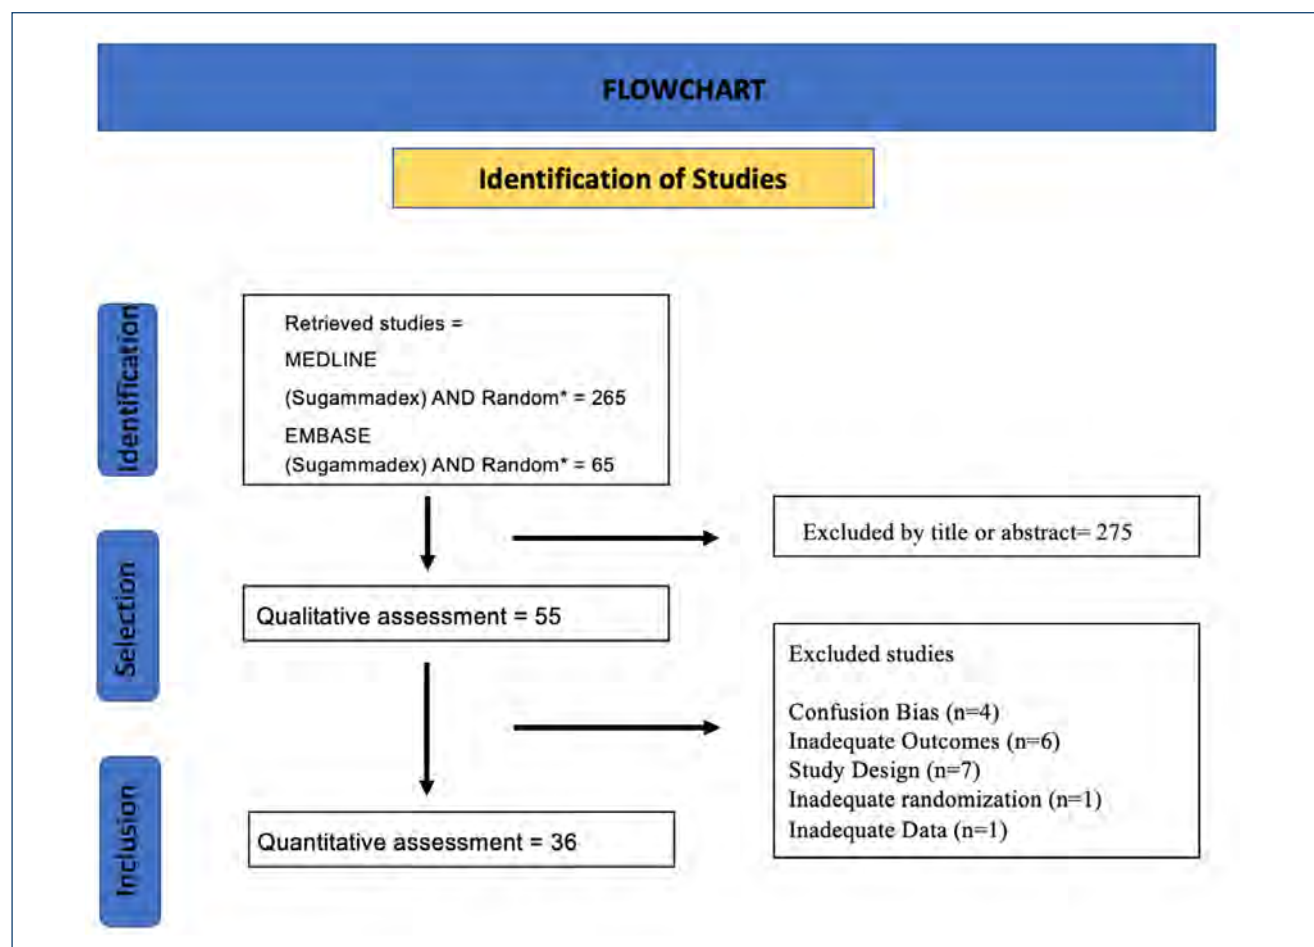 FLOWCHART
Identification of Studies
Identification
Retrieved studies =
MEDLINE
(Sugammadex) AND Random* = 265
EMBASE
(Sugammadex) AND Random* = 65
Excluded by title or abstract= 275
Selection
Qualitative assessment = 55
Excluded studies
Confusion Bias (n=4)
Inadequate Outcomes (n=6)
Study Design (n=7)
Inadequate randomization (n=1)
Inadequate Data (n=1)
Inclusion
Quantitative assessment = 36